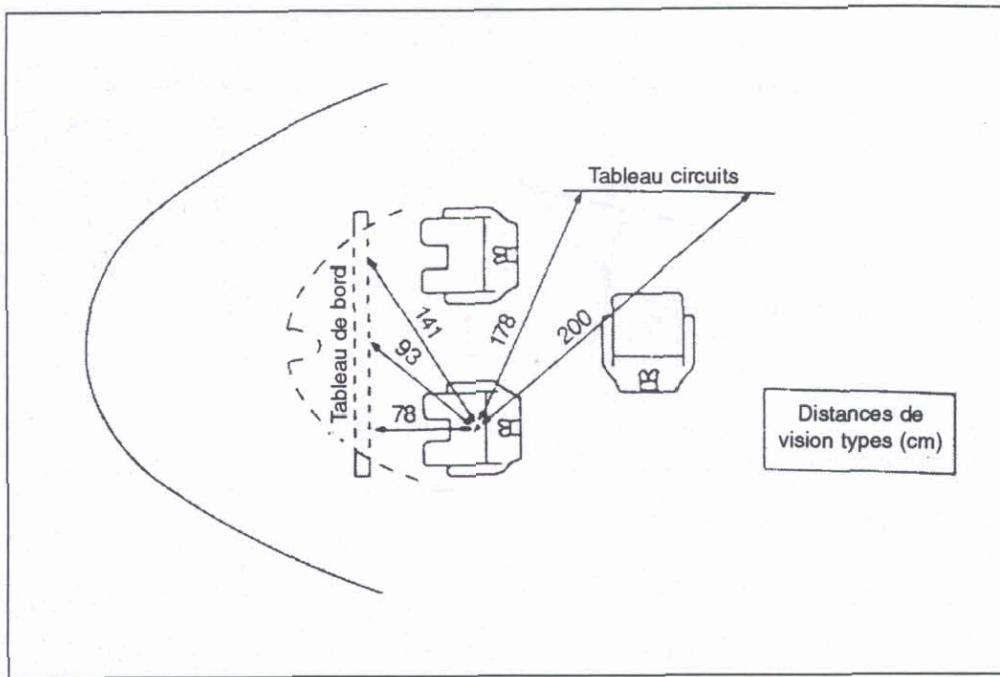 Tableau circuits
Tableau de bord
141
93
78
178
200
Distances de
vision types (cm)